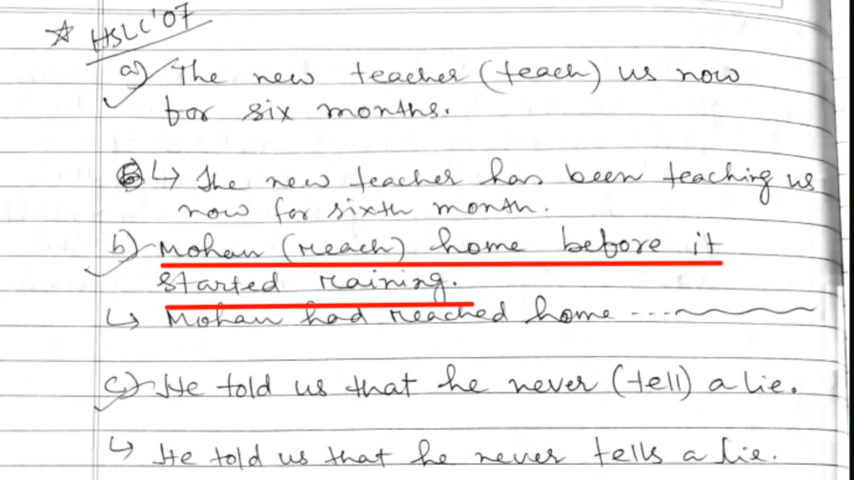 ☆ HSLC'07
a) The new teacher (teach) us now
for six months.
↳ The new teacher has been teaching us
now for sixth month.
b) Mohan (reach) home before it
started raining.
↳ Mohan had reached home ---
c) He told us that he never (tell) a lie.
↳ He told us that he never tells a lie.